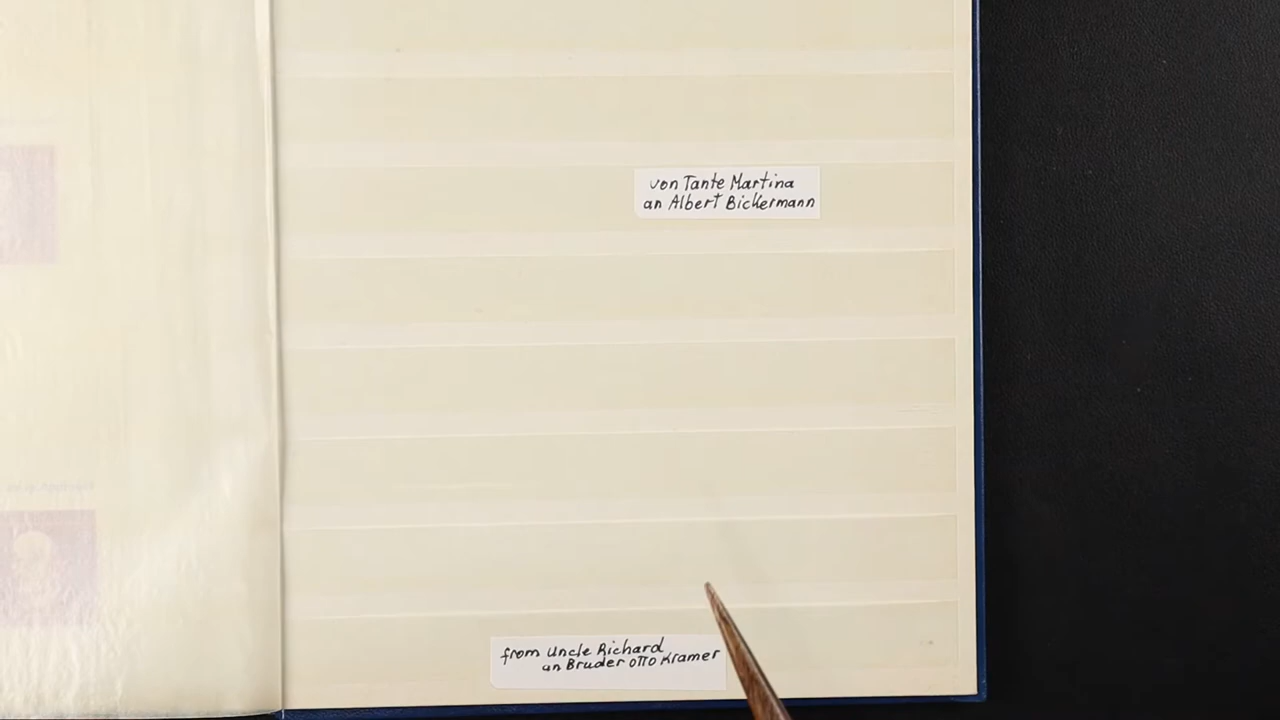 von Tante Martina
an Albert Bickermann
from Uncle Richard
an Bruder Otto Kramer